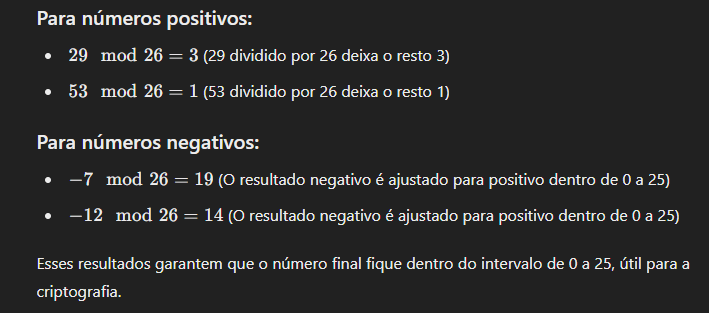 Para números positivos:
• 29 mod 26 = 3 (29 dividido por 26 deixa o resto 3)
• 53 mod 26 = 1 (53 dividido por 26 deixa o resto 1)
Para números negativos:
• −7 mod 26 = 19 (O resultado negativo é ajustado para positivo dentro de 0 a 25)
• −12 mod 26 = 14 (O resultado negativo é ajustado para positivo dentro de 0 a 25)
Esses resultados garantem que o número final fique dentro do intervalo de 0 a 25, útil para a
criptografia.